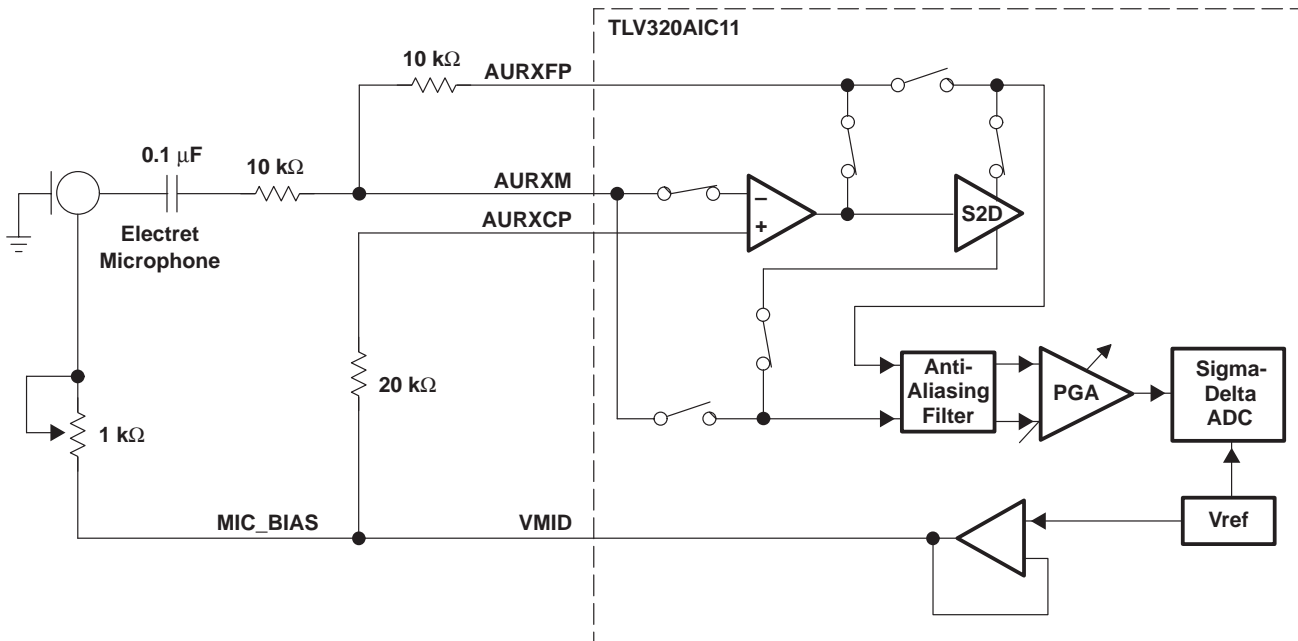 TLV320AIC11
10 kΩ
AURXFP
0.1 μF
10 kΩ
AURXM
AURXCP
Electret
Microphone
−
+
S2D
20 kΩ
1 kΩ
Anti-
Aliasing
Filter
PGA
Sigma-
Delta
ADC
MIC_BIAS
VMID
Vref